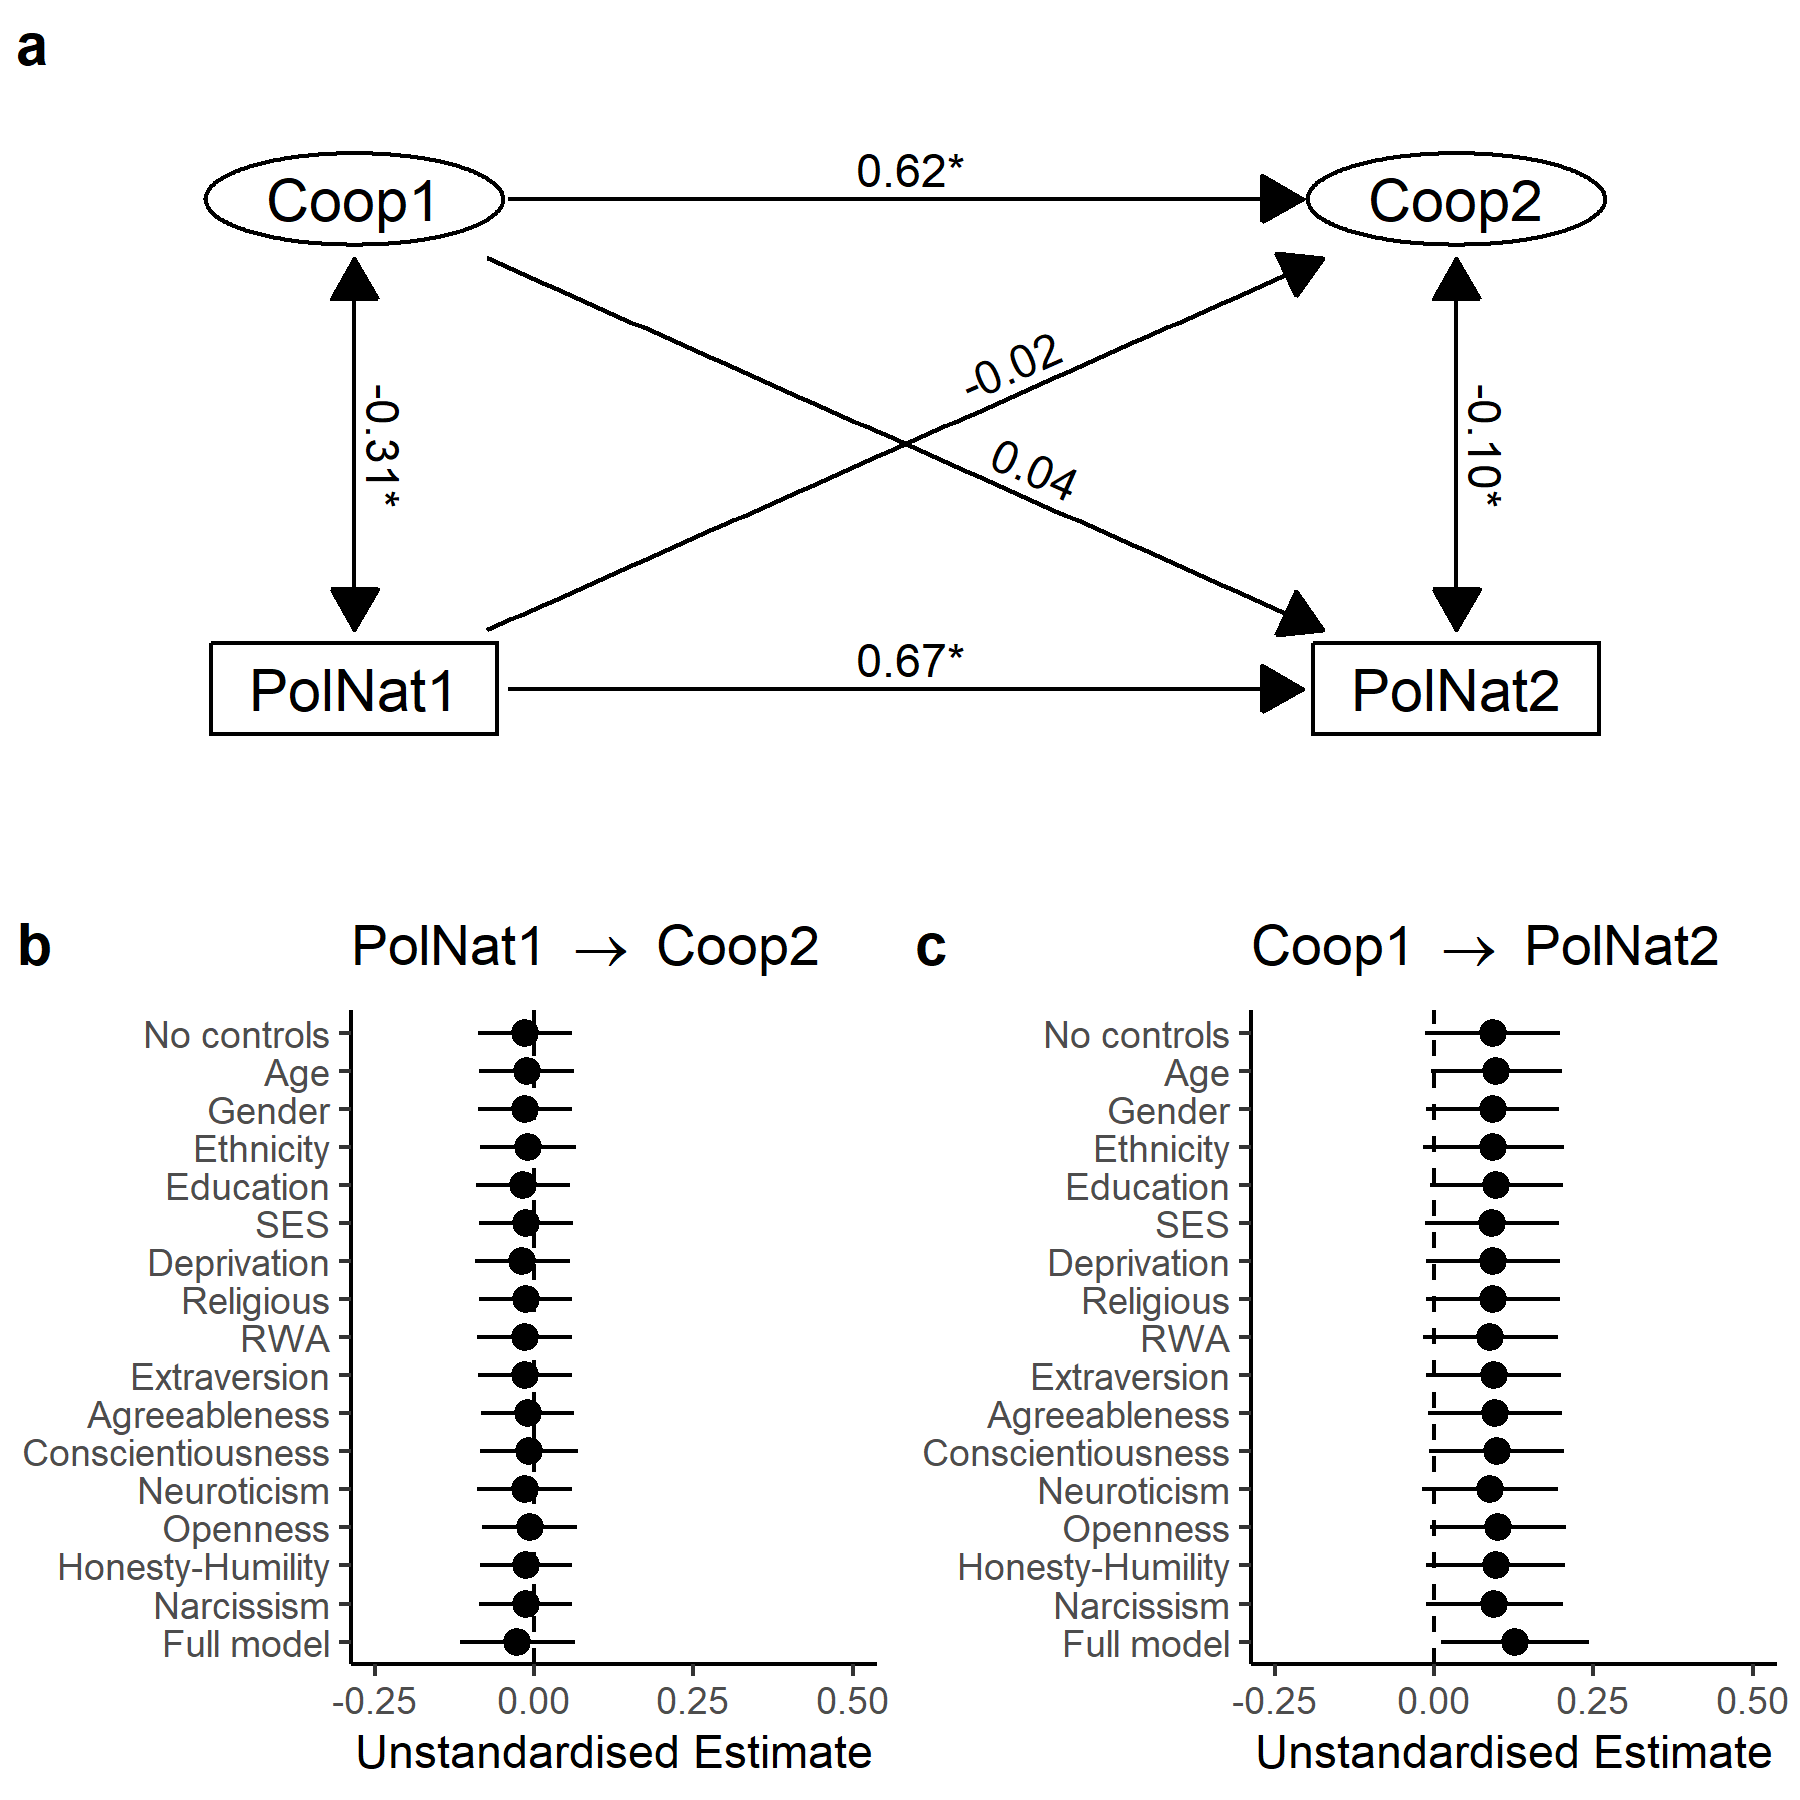 a
Coop1
0.62*
Coop2
-0.31*
-0.02
0.04
-0.10*
PolNat1
0.67*
PolNat2
b
PolNat1 → Coop2
No controls
Age
Gender
Ethnicity
Education
SES
Deprivation
Religious
RWA
Extraversion
Agreeableness
Conscientiousness
Neuroticism
Openness
Honesty-Humility
Narcissism
Full model
-0.25 0.00 0.25 0.50
Unstandardised Estimate
c
Coop1 → PolNat2
No controls
Age
Gender
Ethnicity
Education
SES
Deprivation
Religious
RWA
Extraversion
Agreeableness
Conscientiousness
Neuroticism
Openness
Honesty-Humility
Narcissism
Full model
-0.25 0.00 0.25 0.50
Unstandardised Estimate